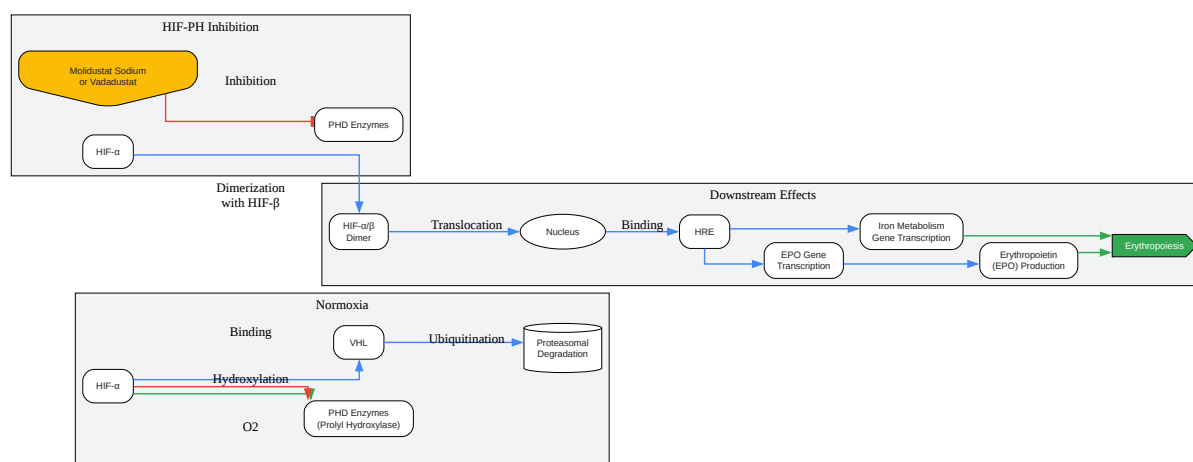 HIF-PH Inhibition
Molidustat Sodium
or Vadadustat
Inhibition
PHD Enzymes
HIF-α
Dimerization
with HIF-β
Downstream Effects
HIF-α/β
Dimer
Translocation
Nucleus
Binding
HRE
Iron Metabolism
Gene Transcription
EPO Gene
Transcription
Erythropoietin
(EPO) Production
Erythropoiesis
Normoxia
Binding
VHL
Ubiquitination
Proteasomal
Degradation
HIF-α
Hydroxylation
PHD Enzymes
(Prolyl Hydroxylase)
O2